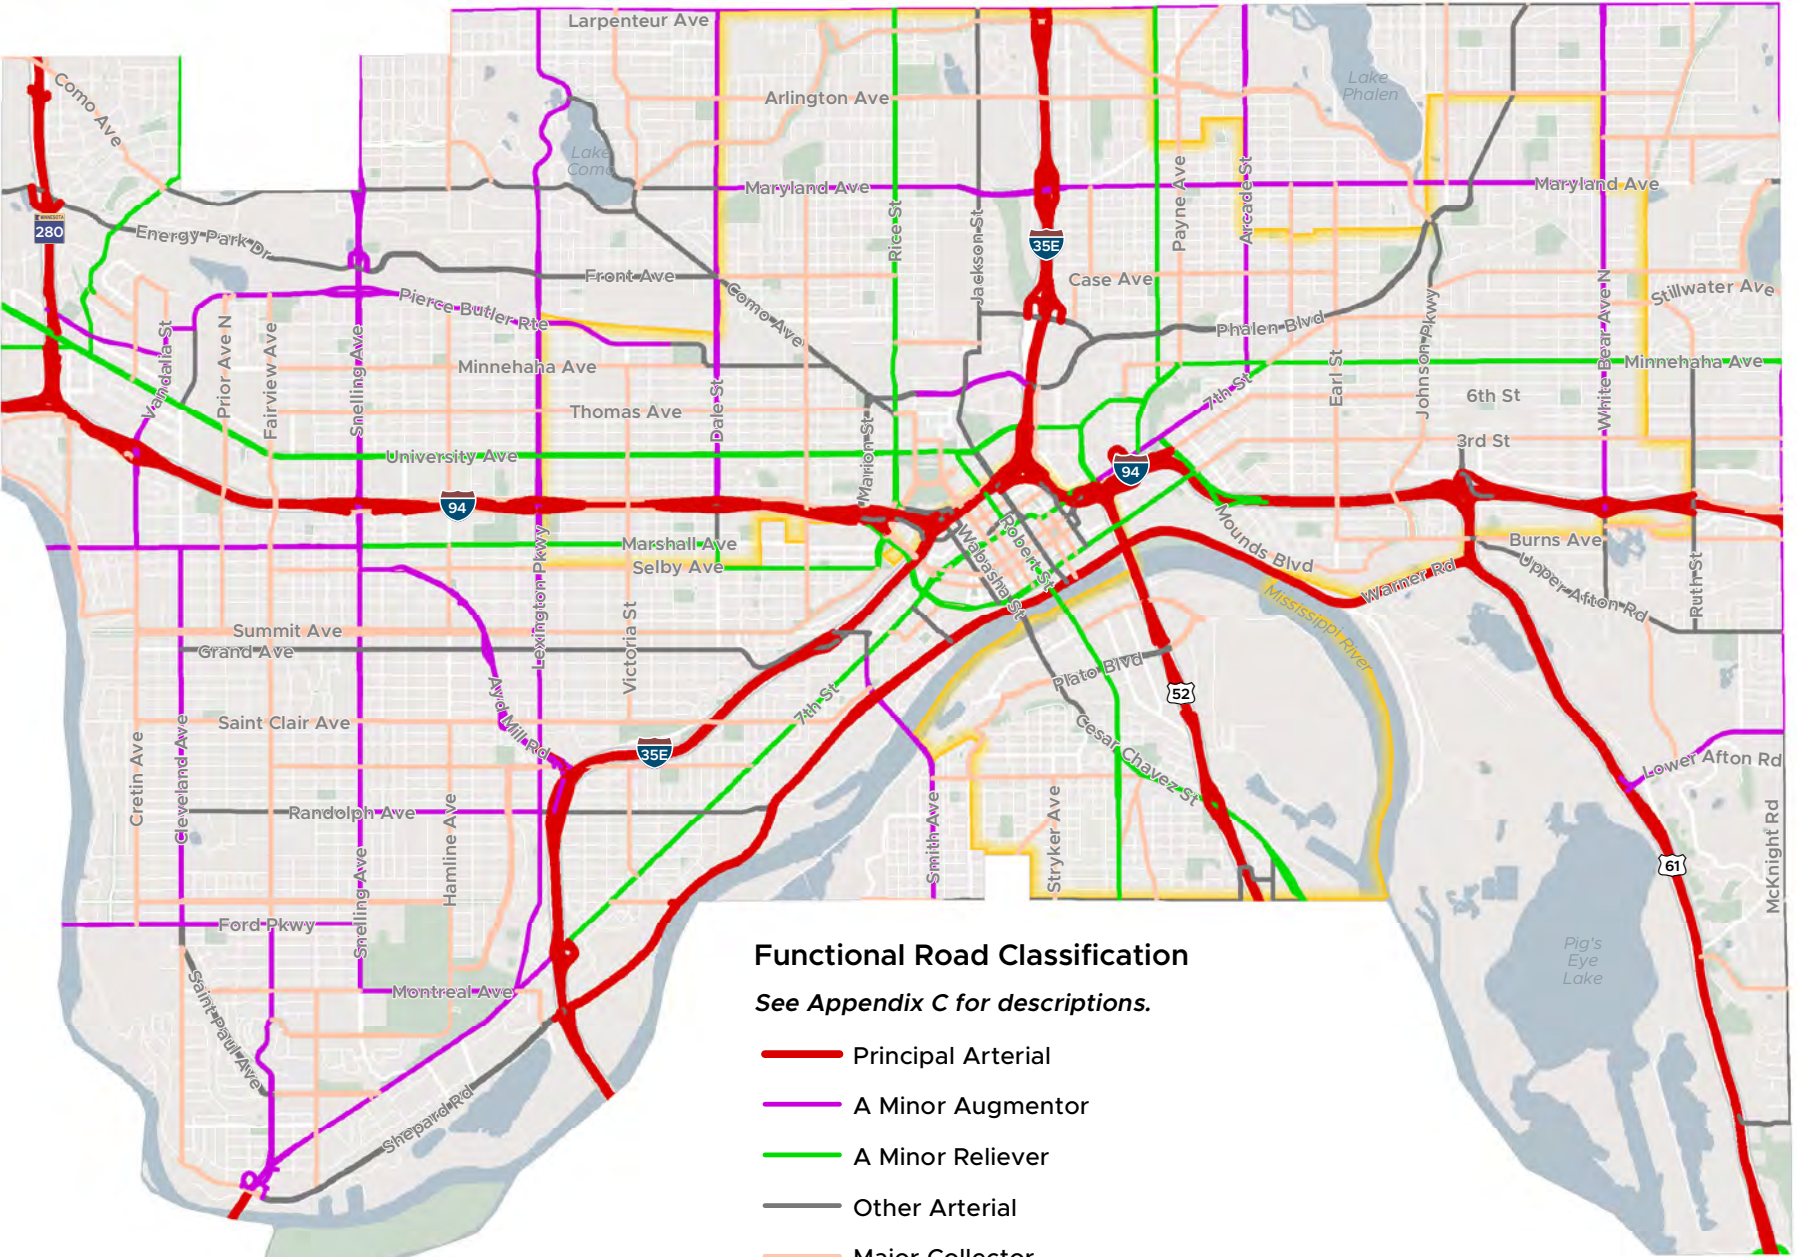 Larpenteur Ave
Como Ave
Lake
Phalen
Arlington Ave
Lake
Como
Maryland Ave
Maryland Ave
MINNESOTA
280
Energy Park Dr
Rice St
Jackson St
35E
Payne Ave
Arcade St
Front Ave
Case Ave
Como Ave
Pierce Butler Rte
Stillwater Ave
Phalen Blvd
Johnson Pkwy
White Bear Ave N
Vandalia St
Prior Ave N
Fairview Ave
Snelling Ave
Minnehaha Ave
Minnehaha Ave
Dale St
Thomas Ave
7th St
Earl St
6th St
Marion St
University Ave
3rd St
94
94
Marshall Ave
Selby Ave
Lexington Pkwy
Wabasha St
Robert St
Mounds Blvd
Burns Ave
Warner Rd
Upper Afton Rd
Ruth St
Mississippi River
Summit Ave
Grand Ave
Victoria St
Plato Blvd
52
Saint Clair Ave
Ayd Mill Rd
7th St
35E
Cesar Chavez St
Lower Afton Rd
Cretin Ave
Cleveland Ave
Randolph Ave
Hamline Ave
Snelling Ave
Smith Ave
Stryker Ave
61
McKnight Rd
Ford Pkwy
Pig's
Eye
Lake
Montreal Ave
Saint Paul Ave
Shepard Rd
Functional Road Classification
See Appendix C for descriptions.
Principal Arterial
A Minor Augmentor
A Minor Reliever
Other Arterial
Major Collector